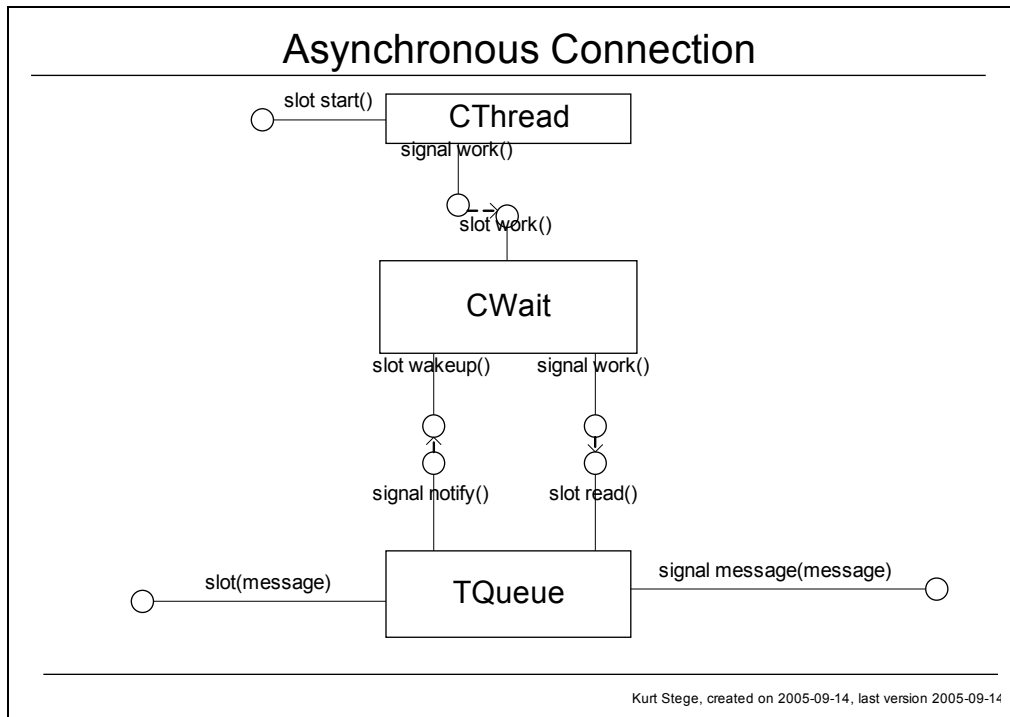 Asynchronous Connection
slot start()
CThread
signal work()
slot work()
CWait
slot wakeup()
signal work()
signal notify()
slot read()
slot(message)
TQueue
signal message(message)
Kurt Stege, created on 2005-09-14, last version 2005-09-14